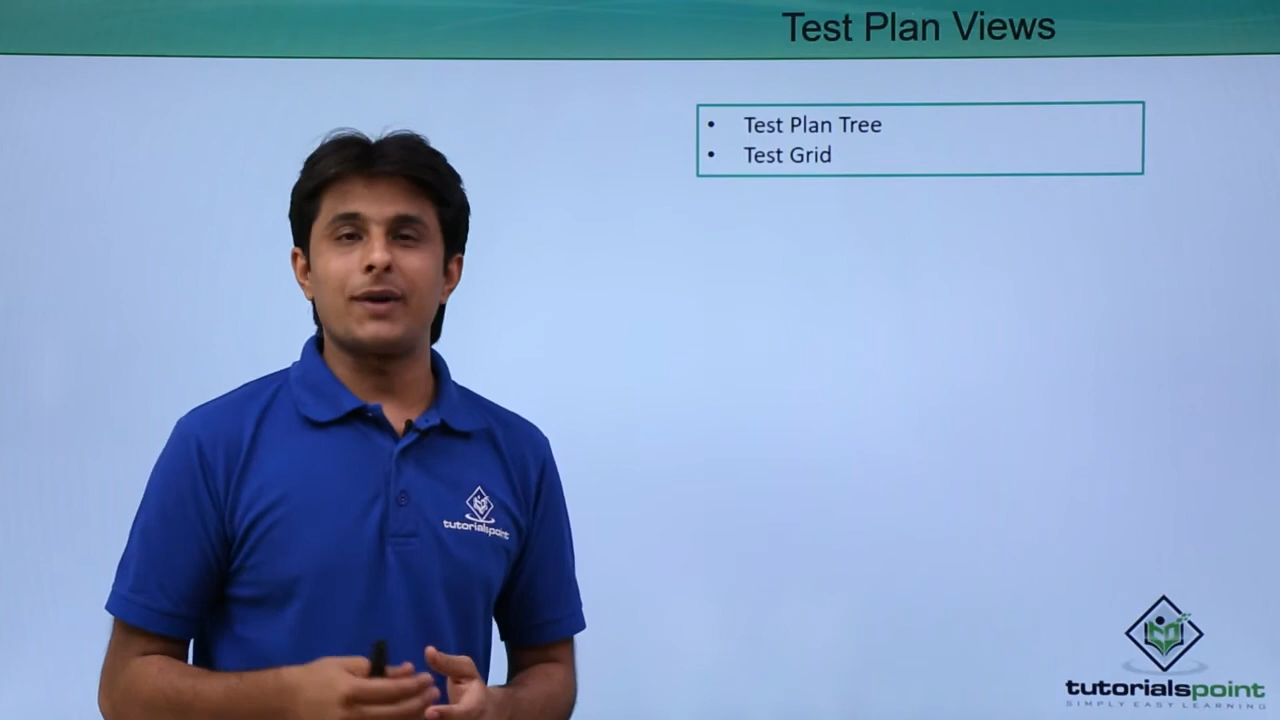 Test Plan Views
• Test Plan Tree
• Test Grid
tutorialspoint
tutorialspoint
SIMPLY EASY LEARNING